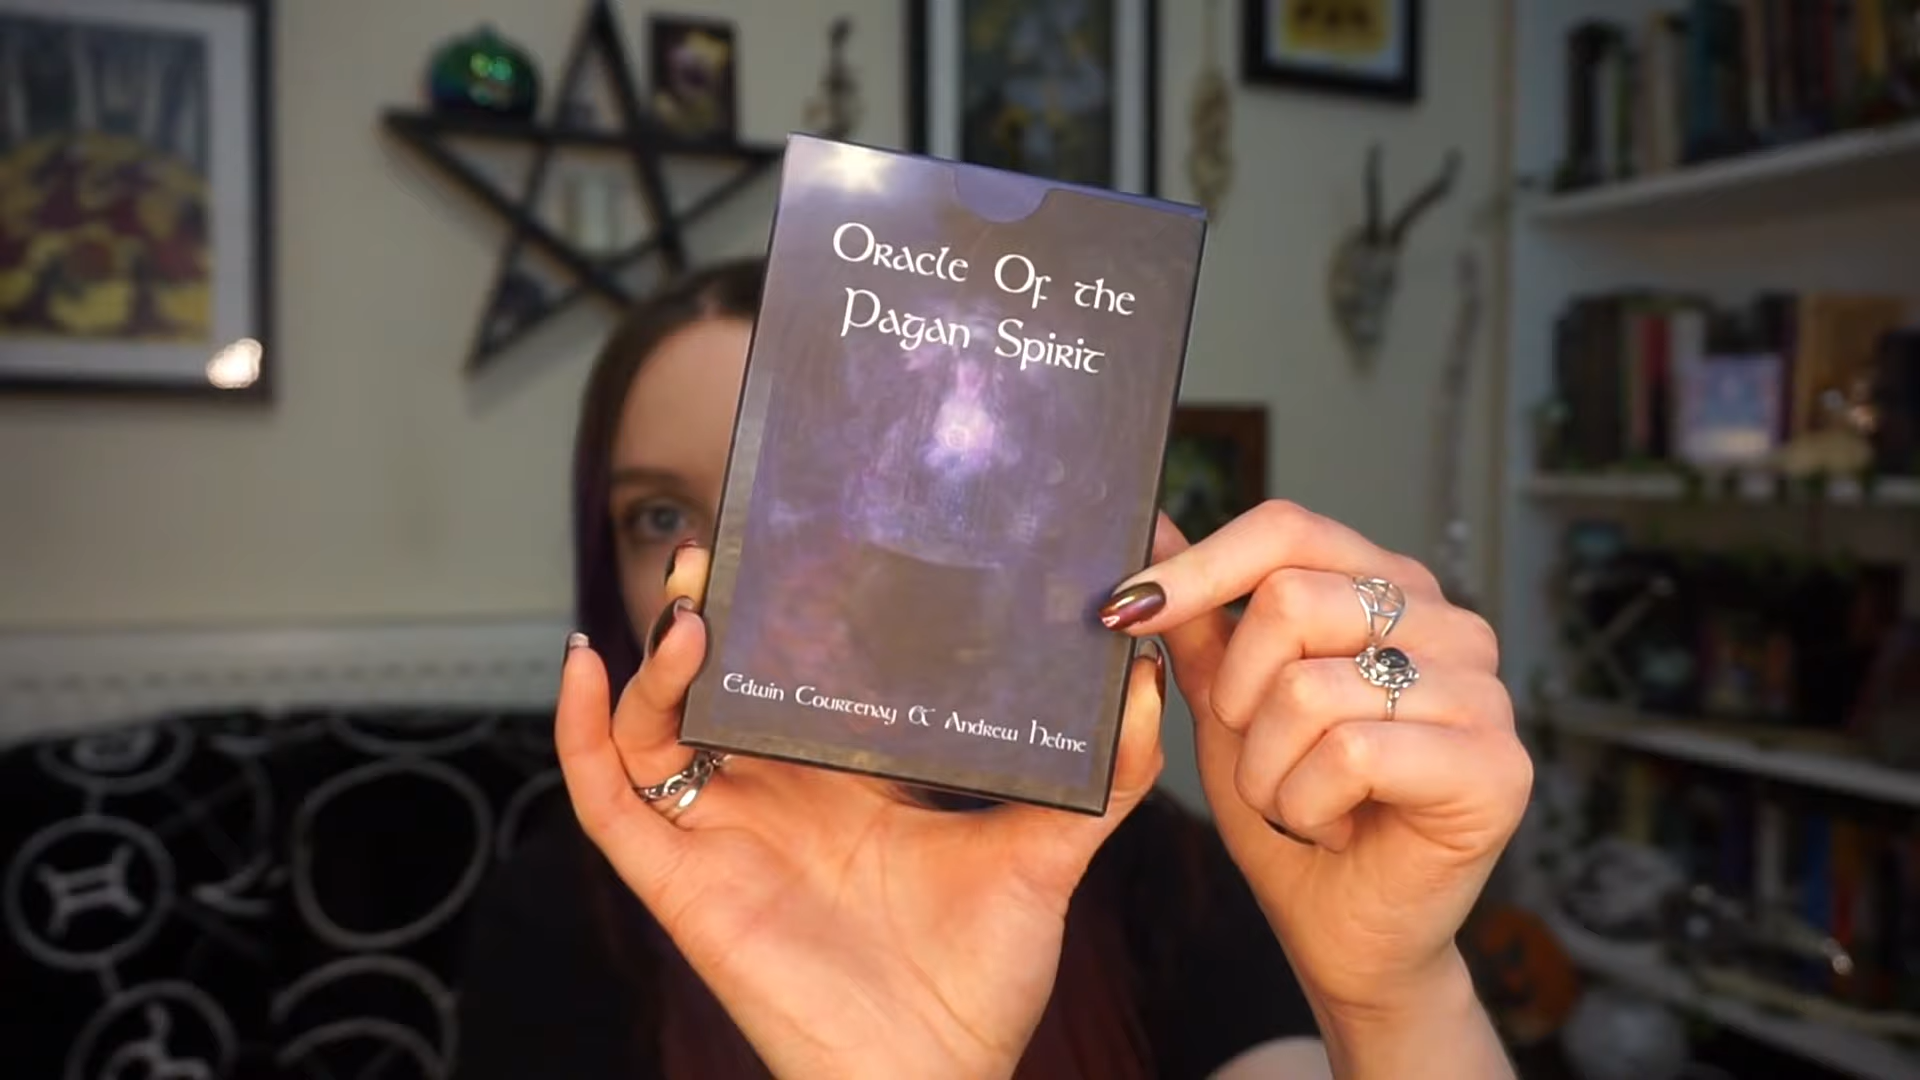 Oracle Of the
Pagan Spirit
Edwin Courtenay & Andrew Helme